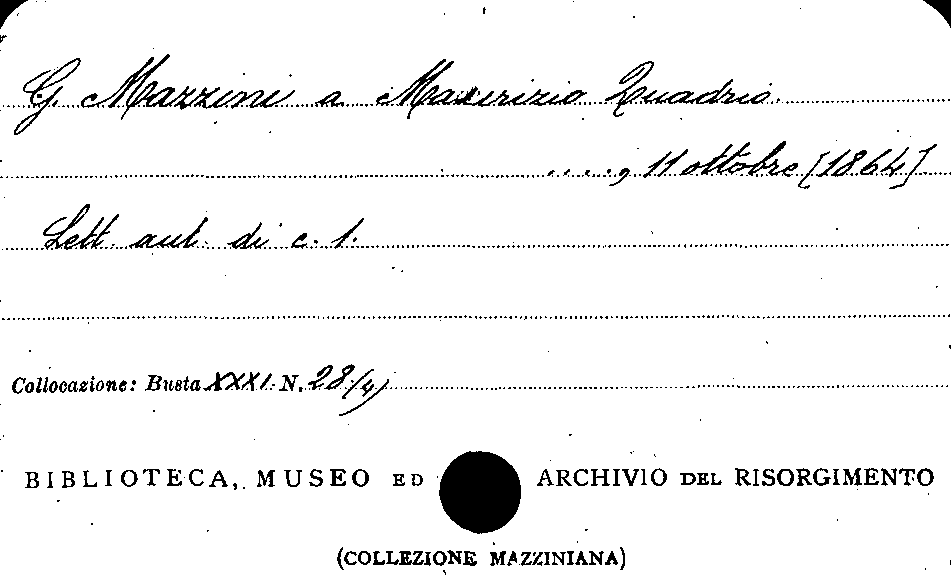 G. Mazzini a Maurizio Quadrio.
...., 11 ottobre [1864]
Lett. aut. di c. 1.
Collocazione: Busta XXXI N. 28/4)
BIBLIOTECA, MUSEO ED ARCHIVIO DEL RISORGIMENTO
(COLLEZIONE MAZZINIANA)